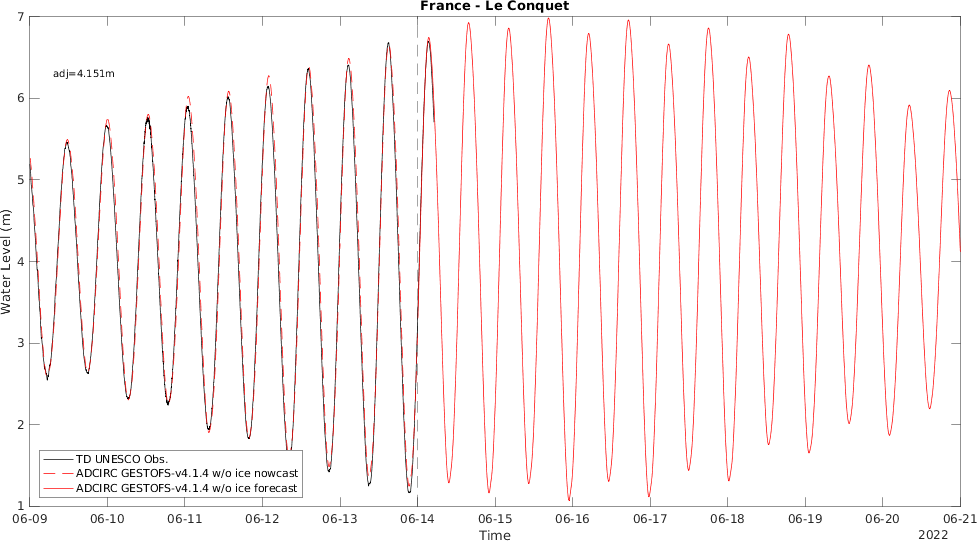 France - Le Conquet
adj=4.151m
7
6
5
4
3
2
1
Water Level (m)
TD UNESCO Obs.
ADCIRC GESTOFS-v4.1.4 w/o ice nowcast
ADCIRC GESTOFS-v4.1.4 w/o ice forecast
06-09 06-10 06-11 06-12 06-13 06-14 06-15 06-16 06-17 06-18 06-19 06-20 06-21
Time
2022